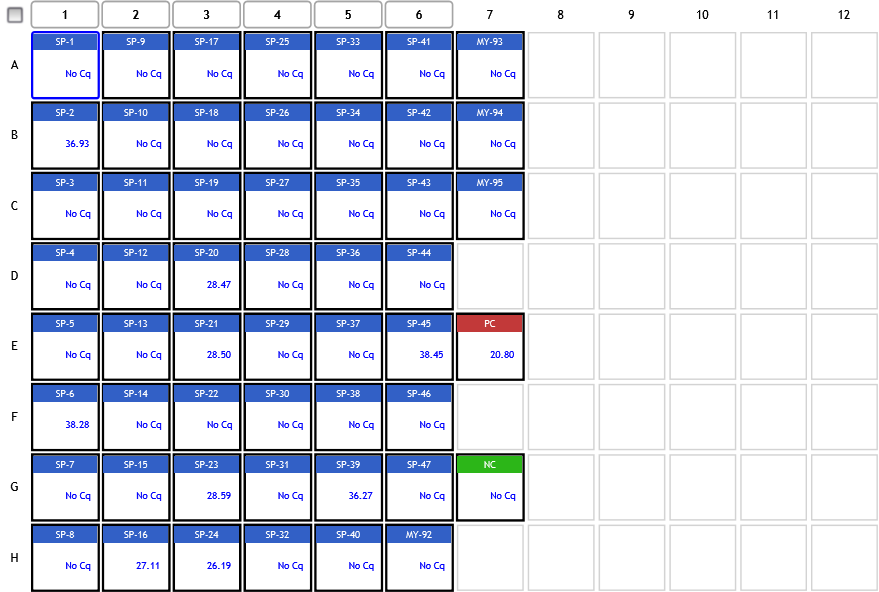 1 2 3 4 5 6 7 8 9 10 11 12
SP-1 SP-9 SP-17 SP-25 SP-33 SP-41 MY-93
A
No Cq No Cq No Cq No Cq No Cq No Cq No Cq
SP-2 SP-10 SP-18 SP-26 SP-34 SP-42 MY-94
B
36.93 No Cq No Cq No Cq No Cq No Cq No Cq
SP-3 SP-11 SP-19 SP-27 SP-35 SP-43 MY-95
C
No Cq No Cq No Cq No Cq No Cq No Cq No Cq
SP-4 SP-12 SP-20 SP-28 SP-36 SP-44
D
No Cq No Cq 28.47 No Cq No Cq No Cq
SP-5 SP-13 SP-21 SP-29 SP-37 SP-45 PC
E
No Cq No Cq 28.50 No Cq No Cq 38.45 20.80
SP-6 SP-14 SP-22 SP-30 SP-38 SP-46
F
38.28 No Cq No Cq No Cq No Cq No Cq
SP-7 SP-15 SP-23 SP-31 SP-39 SP-47 NC
G
No Cq No Cq 28.59 No Cq 36.27 No Cq No Cq
SP-8 SP-16 SP-24 SP-32 SP-40 MY-92
H
No Cq 27.11 26.19 No Cq No Cq No Cq